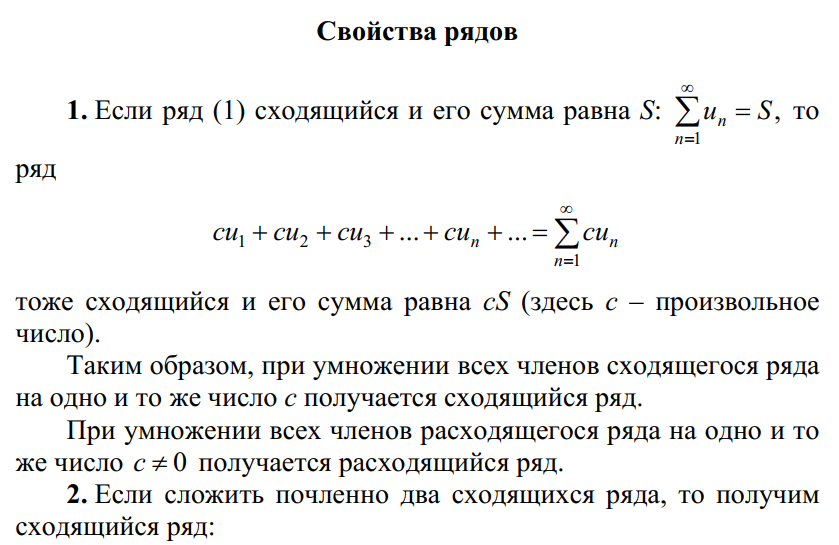 Свойства рядов
1. Если ряд (1) сходящийся и его сумма равна S: $\sum_{n=1}^{\infty} u_n = S$, то
ряд
$cu_1 + cu_2 + cu_3 + ... + cu_n + ... = \sum_{n=1}^{\infty} cu_n$
тоже сходящийся и его сумма равна cS (здесь c – произвольное
число).
Таким образом, при умножении всех членов сходящегося ряда
на одно и то же число c получается сходящийся ряд.
При умножении всех членов расходящегося ряда на одно и то
же число $c \neq 0$ получается расходящийся ряд.
2. Если сложить почленно два сходящихся ряда, то получим
сходящийся ряд: